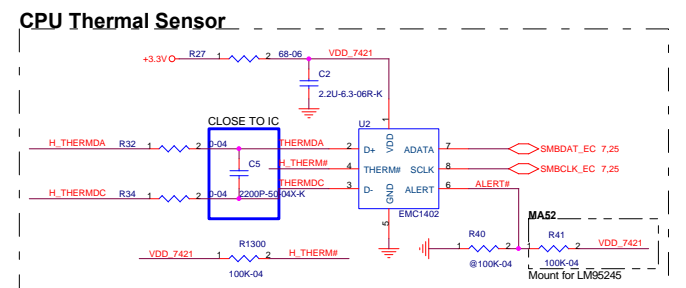 CPU Thermal Sensor
+3.3V R27 1 2 68-06 VDD_7421
C2
2.2U-6.3-06R-K
CLOSE TO IC
U2
1
H_THERMDA R32 1 2 0-04 THERMDA 2 D+ VDD ADATA 7 SMBDAT_EC 7,25
C5 H_THERM# 4 THERM# SCLK 8 SMBCLK_EC 7,25
H_THERMDC R34 1 2 0-04 2200P-50-04X-K THERMDC 3 D- GND ALERT 6 ALERT#
EMC1402
5
MA52
VDD_7421 1 R1300 2 H_THERM#
100K-04
R40 R41
1 2 1 2 VDD_7421
@100K-04 100K-04
Mount for LM95245